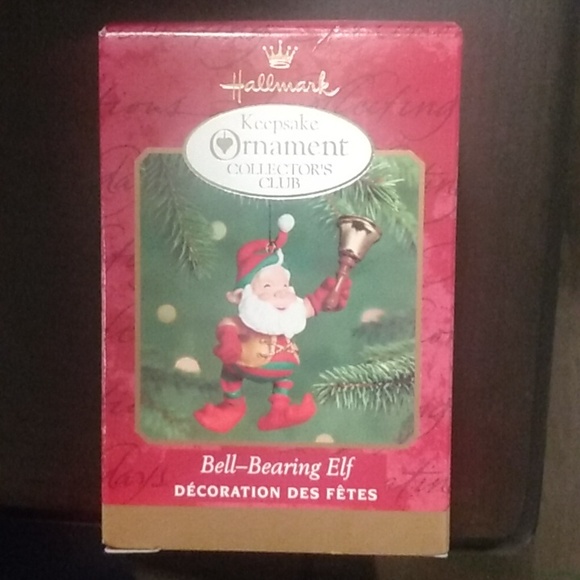 Hallmark
Keepsake
Ornament
COLLECTOR'S
CLUB
Bell–Bearing Elf
DÉCORATION DES FÊTES